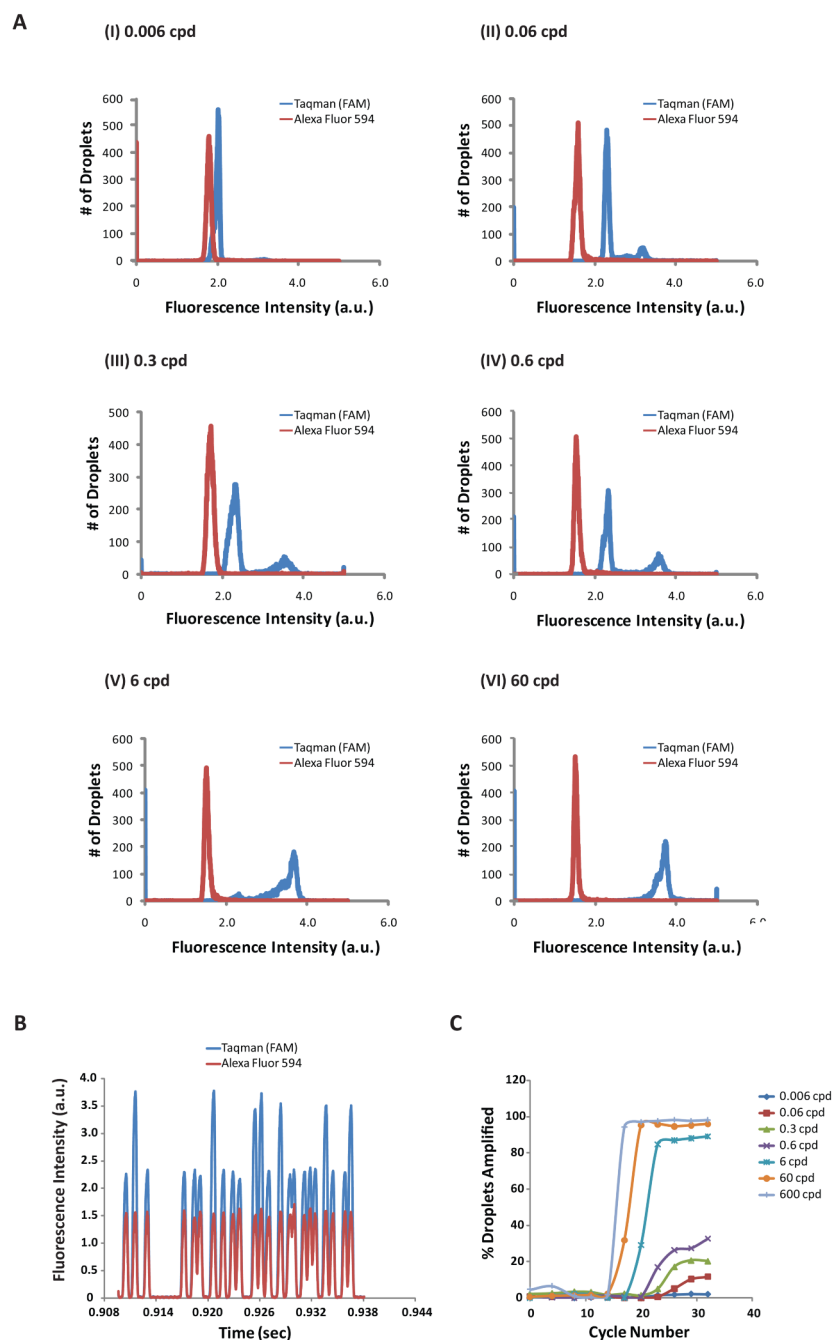 A
(I) 0.006 cpd
600
500
400
300
200
100
0
# of Droplets
Taqman (FAM)
Alexa Fluor 594
0
2.0
4.0
6.0
Fluorescence Intensity (a.u.)
(II) 0.06 cpd
600
500
400
300
200
100
0
# of Droplets
Taqman (FAM)
Alexa Fluor 594
0
2.0
4.0
6.0
Fluorescence Intensity (a.u.)
(III) 0.3 cpd
500
400
300
200
100
0
# of Droplets
Taqman (FAM)
Alexa Fluor 594
0
2.0
4.0
6.0
Fluorescence Intensity (a.u.)
(IV) 0.6 cpd
600
500
400
300
200
100
0
# of Droplets
Taqman (FAM)
Alexa Fluor 594
0
2.0
4.0
6.0
Fluorescence Intensity (a.u.)
(V) 6 cpd
600
500
400
300
200
100
0
# of Droplets
Taqman (FAM)
Alexa Fluor 594
0
2.0
4.0
6.0
Fluorescence Intensity (a.u.)
(VI) 60 cpd
600
500
400
300
200
100
0
# of Droplets
Taqman (FAM)
Alexa Fluor 594
0
2.0
4.0
Fluorescence Intensity (a.u.)
B
Taqman (FAM)
Alexa Fluor 594
4.0
3.5
3.0
2.5
2.0
1.5
1.0
0.5
0
Fluorescence Intensity (a.u.)
0.908
0.914
0.920
0.926
0.932
0.938
0.944
Time (sec)
C
120
100
80
60
40
20
0
% Droplets Amplified
0
10
20
30
40
Cycle Number
0.006 cpd
0.06 cpd
0.3 cpd
0.6 cpd
6 cpd
60 cpd
600 cpd